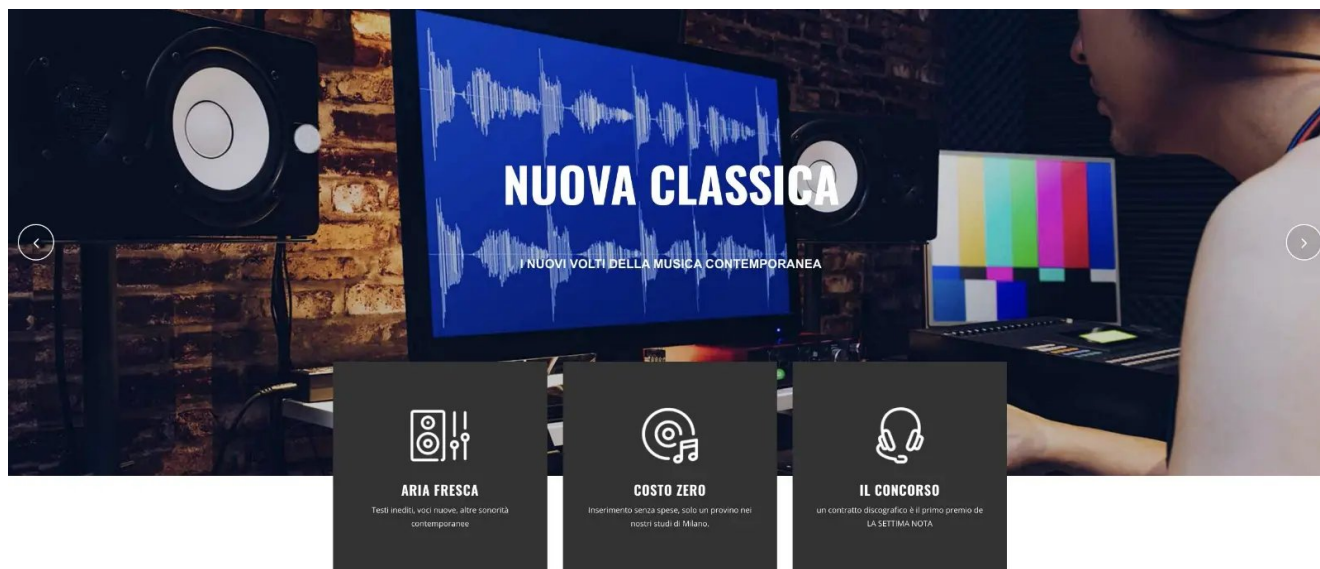 NUOVA CLASSICA
I NUOVI VOLTI DELLA MUSICA CONTEMPORANEA
ARIA FRESCA
Testi inediti, voci nuove, altre sonorità
contemporanee
COSTO ZERO
Inserimento senza spese, solo un provino nei
nostri studi di Milano.
IL CONCORSO
un contratto discografico è il primo premio de
LA SETTIMA NOTA